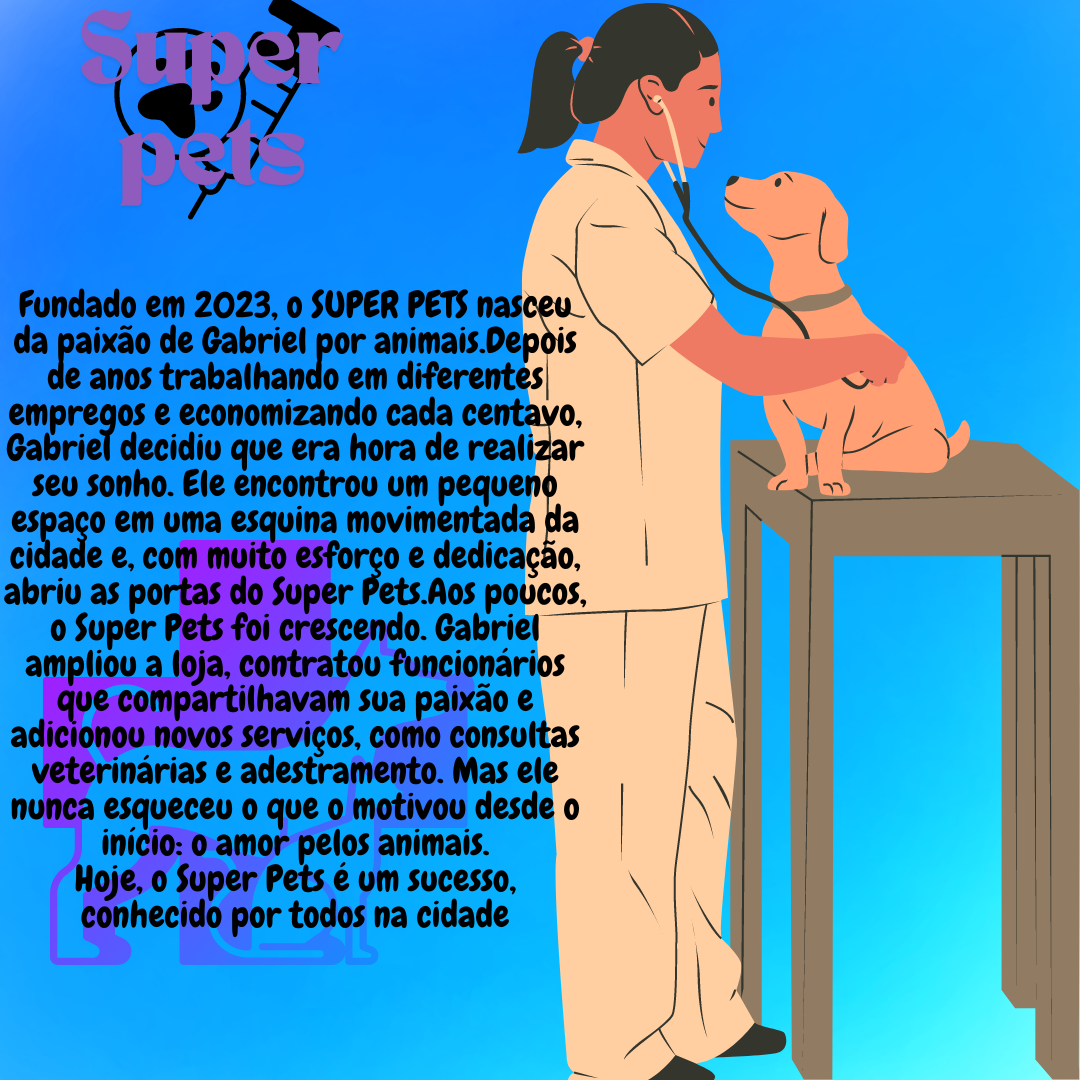 Super
pets
Fundado em 2023, o SUPER PETS nasceu
da paixão de Gabriel por animais.Depois
de anos trabalhando em diferentes
empregos e economizando cada centavo,
Gabriel decidiu que era hora de realizar
seu sonho. Ele encontrou um pequeno
espaço em uma esquina movimentada da
cidade e, com muito esforço e dedicação,
abriu as portas do Super Pets.Aos poucos,
o Super Pets foi crescendo. Gabriel
ampliou a loja, contratou funcionários
que compartilhavam sua paixão e
adicionou novos serviços, como consultas
veterinárias e adestramento. Mas ele
nunca esqueceu o que o motivou desde o
início: o amor pelos animais.
Hoje, o Super Pets é um sucesso,
conhecido por todos na cidade